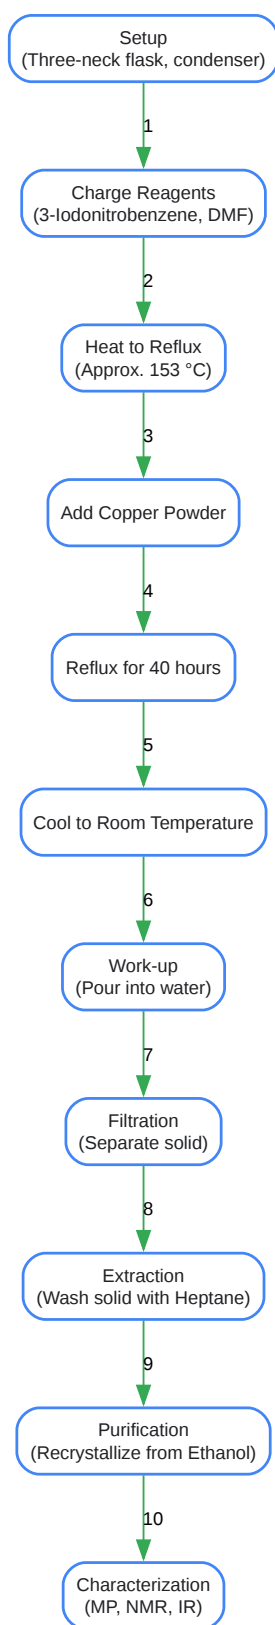 Setup
(Three-neck flask, condenser)
1
Charge Reagents
(3-Iodonitrobenzene, DMF)
2
Heat to Reflux
(Approx. 153 °C)
3
Add Copper Powder
4
Reflux for 40 hours
5
Cool to Room Temperature
6
Work-up
(Pour into water)
7
Filtration
(Separate solid)
8
Extraction
(Wash solid with Heptane)
9
Purification
(Recrystallize from Ethanol)
10
Characterization
(MP, NMR, IR)